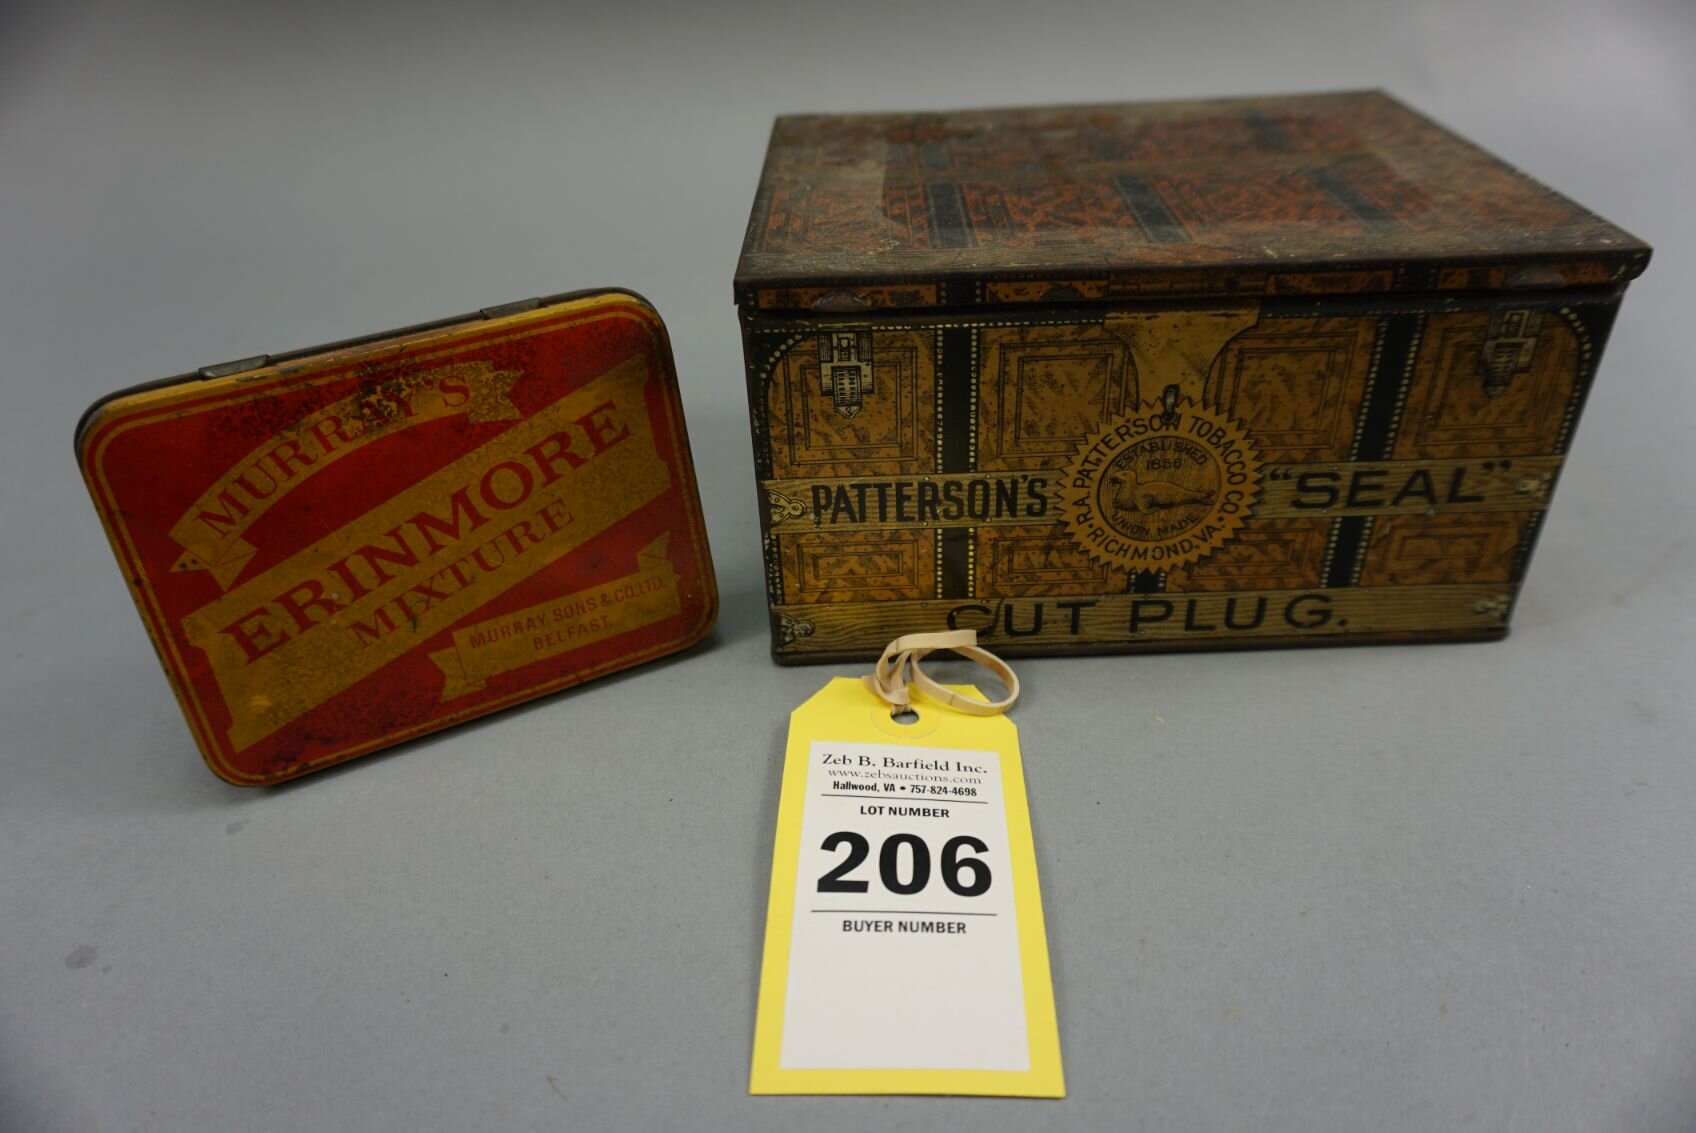 MURRAY'S
ERINMORE
MIXTURE
MURRAY, SONS & CO. LTD.
BELFAST.
PATTERSON'S
R.A. PATTERSON TOBACCO CO.
RICHMOND, VA.
ESTABLISHED
1856
UNION MADE
"SEAL"
CUT PLUG.
Zeb B. Barfield Inc.
www.zebsauctions.com
Hallwood, VA • 757-824-4698
LOT NUMBER
206
BUYER NUMBER